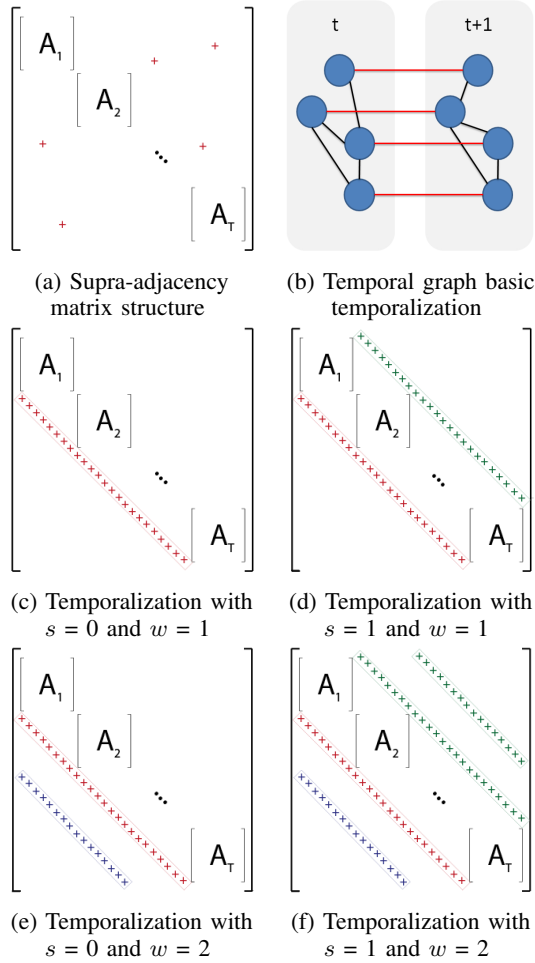 A1
A2
AT
(a) Supra-adjacency
matrix structure
t
t+1
(b) Temporal graph basic
temporalization
A1
A2
AT
(c) Temporalization with
s = 0 and w = 1
A1
A2
AT
(d) Temporalization with
s = 1 and w = 1
A1
A2
AT
(e) Temporalization with
s = 0 and w = 2
A1
A2
AT
(f) Temporalization with
s = 1 and w = 2